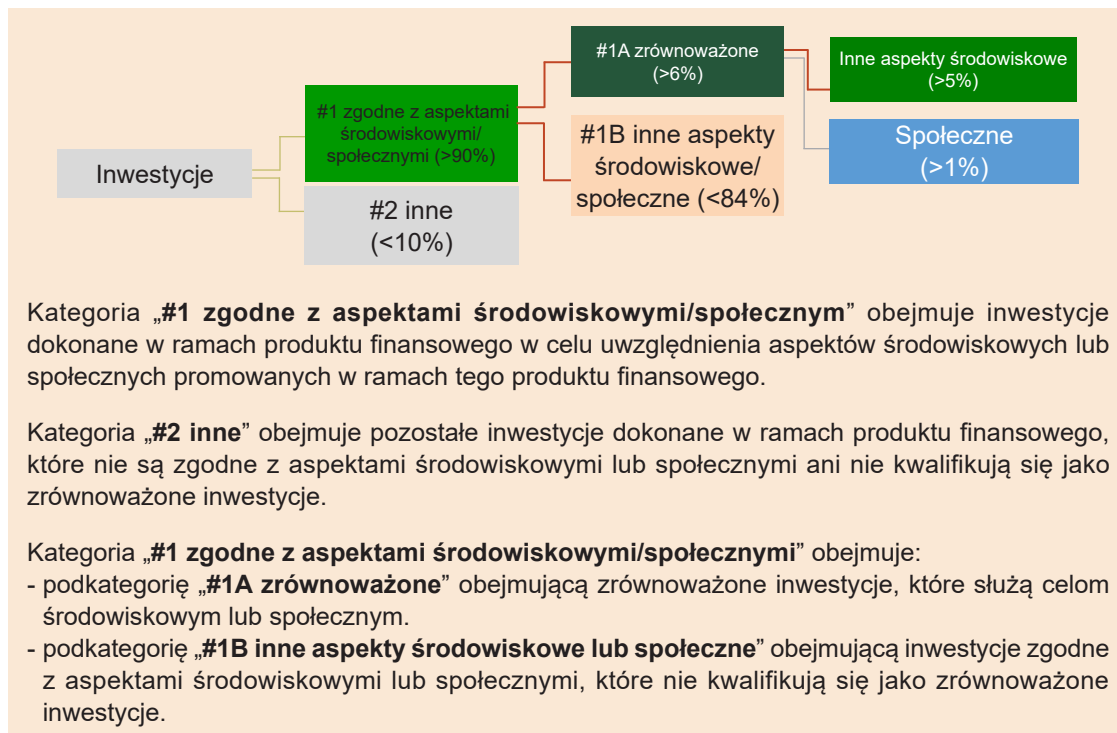 Inwestycje
#1 zgodne z aspektami
środowiskowymi/
społecznymi (>90%)
#2 inne
(<10%)
#1A zrównoważone
(>6%)
#1B inne aspekty
środowiskowe/
społeczne (<84%)
Inne aspekty środowiskowe
(>5%)
Społeczne
(>1%)
Kategoria „#1 zgodne z aspektami środowiskowymi/społecznym” obejmuje inwestycje
dokonane w ramach produktu finansowego w celu uwzględnienia aspektów środowiskowych lub
społecznych promowanych w ramach tego produktu finansowego.
Kategoria „#2 inne” obejmuje pozostałe inwestycje dokonane w ramach produktu finansowego,
które nie są zgodne z aspektami środowiskowymi lub społecznymi ani nie kwalifikują się jako
zrównoważone inwestycje.
Kategoria „#1 zgodne z aspektami środowiskowymi/społecznymi” obejmuje:
- podkategorię „#1A zrównoważone” obejmującą zrównoważone inwestycje, które służą celom
środowiskowym lub społecznym.
- podkategorię „#1B inne aspekty środowiskowe lub społeczne” obejmującą inwestycje zgodne
z aspektami środowiskowymi lub społecznymi, które nie kwalifikują się jako zrównoważone
inwestycje.